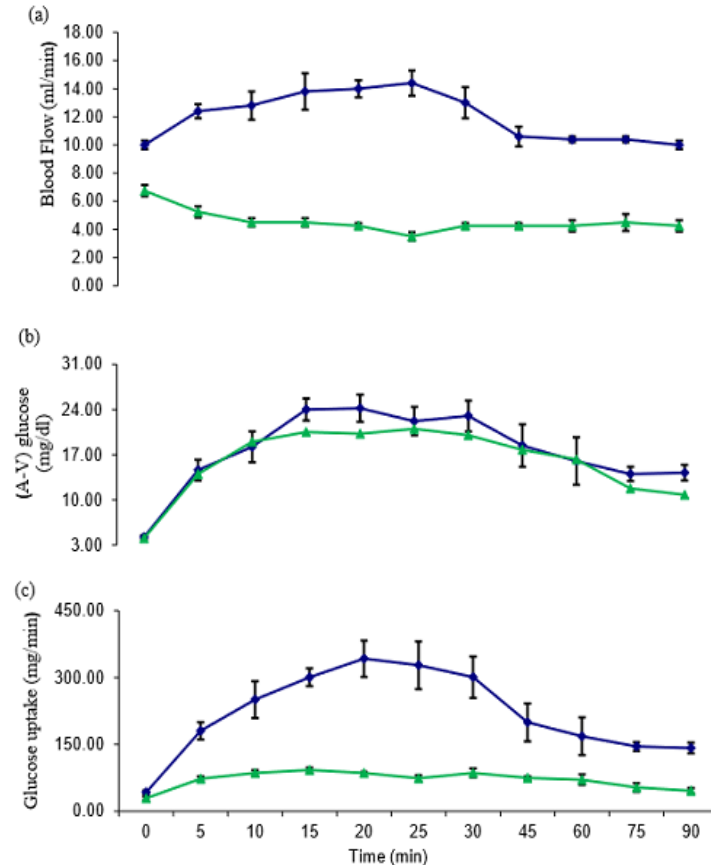 (a)
Blood Flow (ml/min)
18.00
16.00
14.00
12.00
10.00
8.00
6.00
4.00
2.00
0.00
(b)
(A-V) glucose
(mg/dl)
31.00
24.00
17.00
10.00
3.00
(c)
Glucose uptake (mg/min)
450.00
300.00
150.00
0.00
0 5 10 15 20 25 30 45 60 75 90
Time (min)